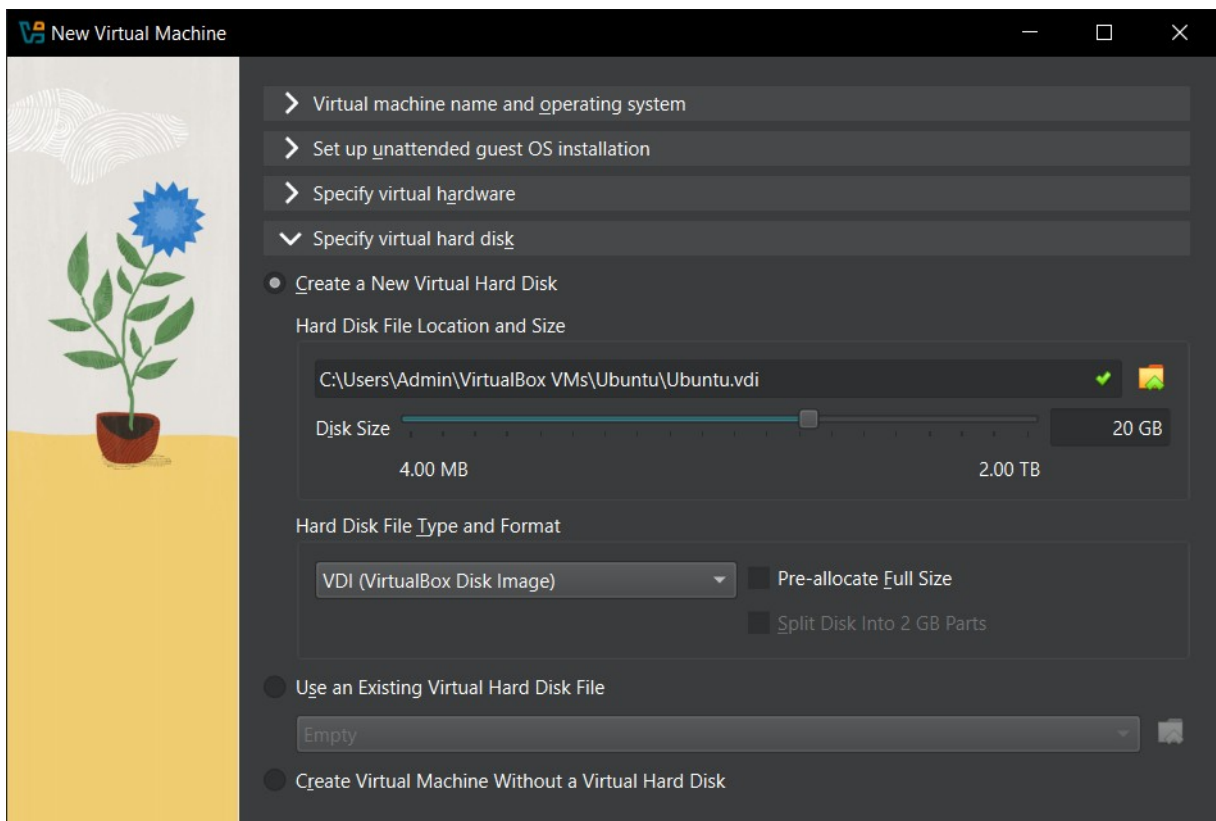 New Virtual Machine
Virtual machine name and operating system
Set up unattended guest OS installation
Specify virtual hardware
Specify virtual hard disk
Create a New Virtual Hard Disk
Hard Disk File Location and Size
C:\Users\Admin\VirtualBox VMs\Ubuntu\Ubuntu.vdi
Disk Size 20 GB
4.00 MB 2.00 TB
Hard Disk File Type and Format
VDI (VirtualBox Disk Image) Pre-allocate Full Size
Split Disk Into 2 GB Parts
Use an Existing Virtual Hard Disk File
Empty
Create Virtual Machine Without a Virtual Hard Disk